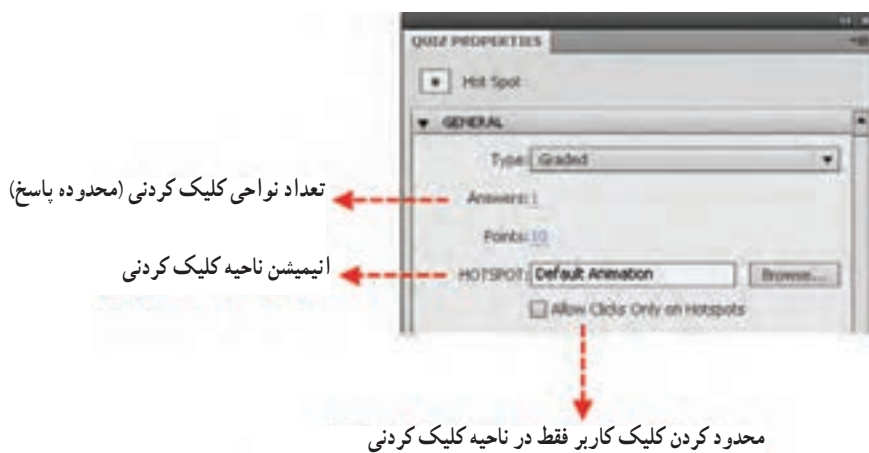 QUIZ PROPERTIES
Hot Spot
GENERAL
Type: Graded
تعداد نواحی کلیک کردنی (محدوده پاسخ)
Answers: 1
Points: 10
انیمیشن ناحیه کلیک کردنی
HOTSPOT: Default Animation Browse...
Allow Clicks Only on Hotspots
محدود کردن کلیک کاربر فقط در ناحیه کلیک کردنی